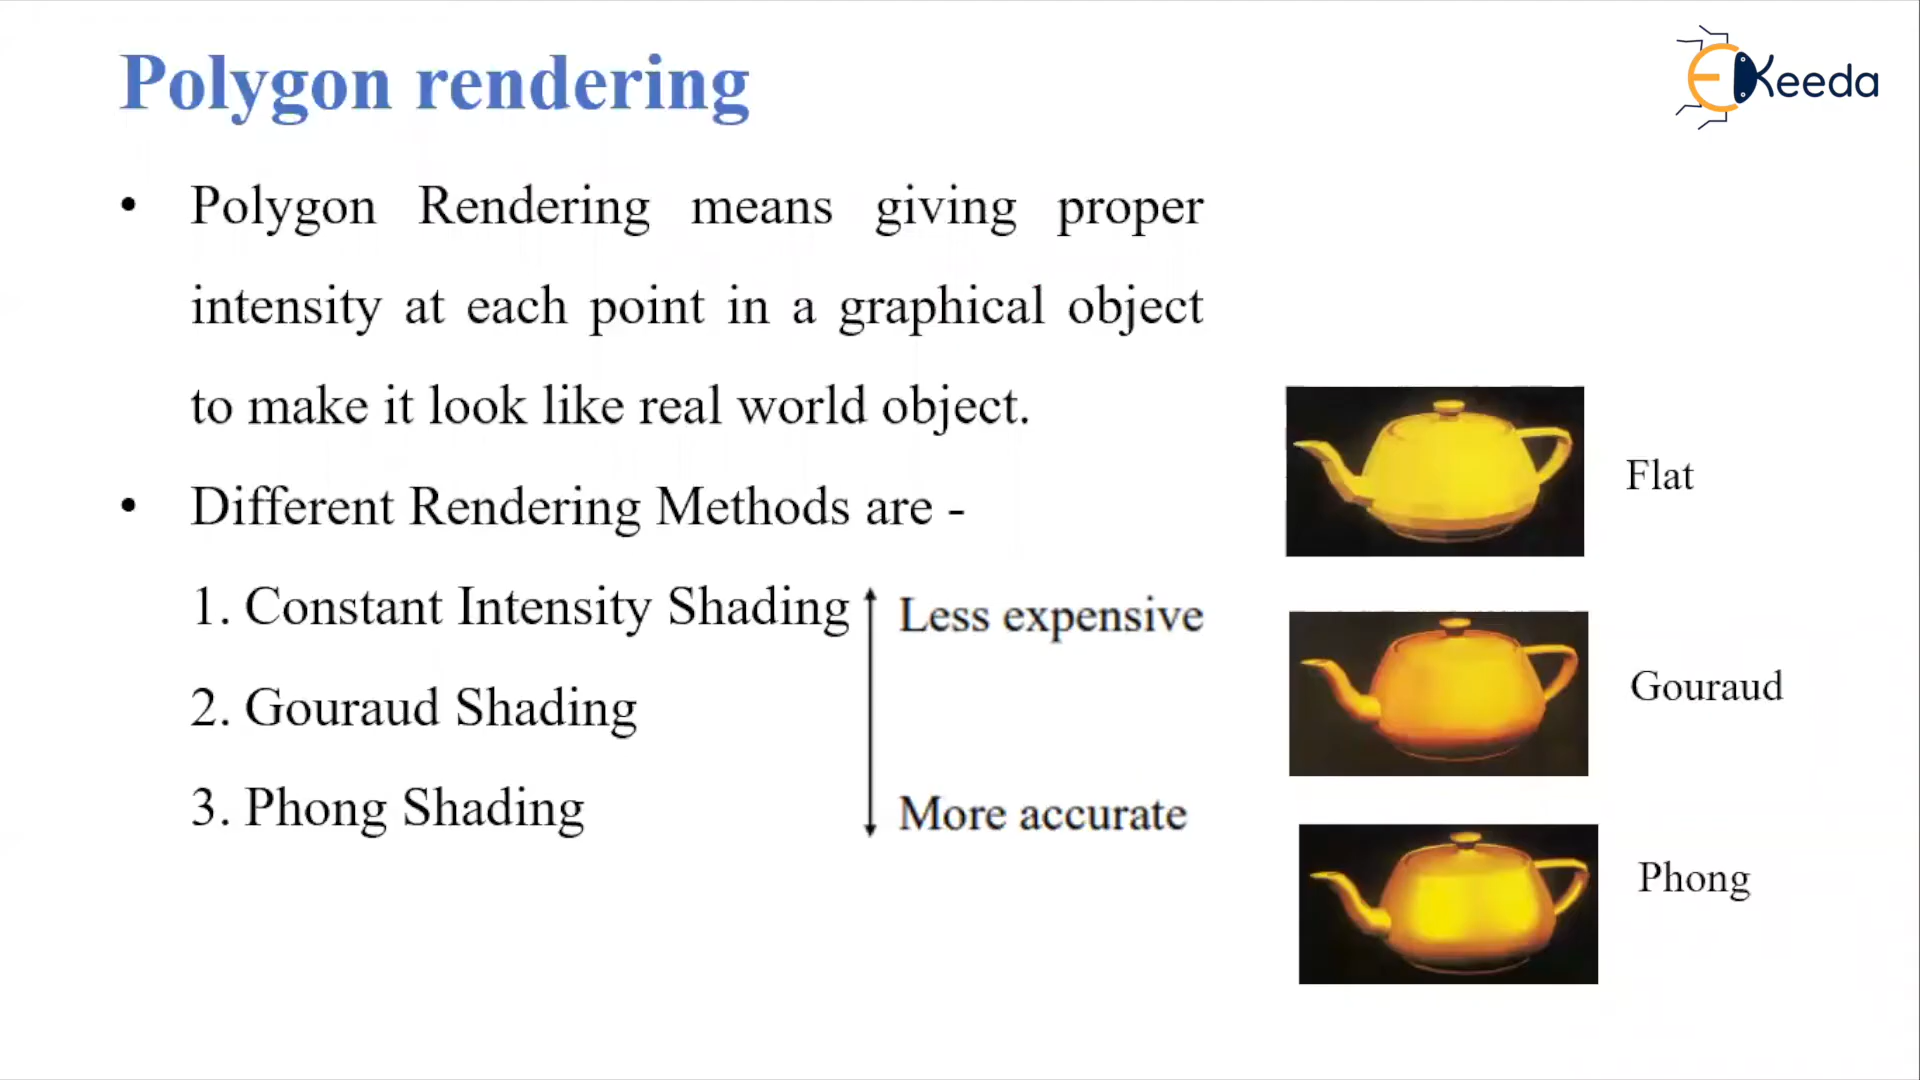 Polygon rendering
EKeeda
• Polygon Rendering means giving proper
intensity at each point in a graphical object
to make it look like real world object.
• Different Rendering Methods are -
1. Constant Intensity Shading
Less expensive
2. Gouraud Shading
3. Phong Shading
More accurate
Flat
Gouraud
Phong